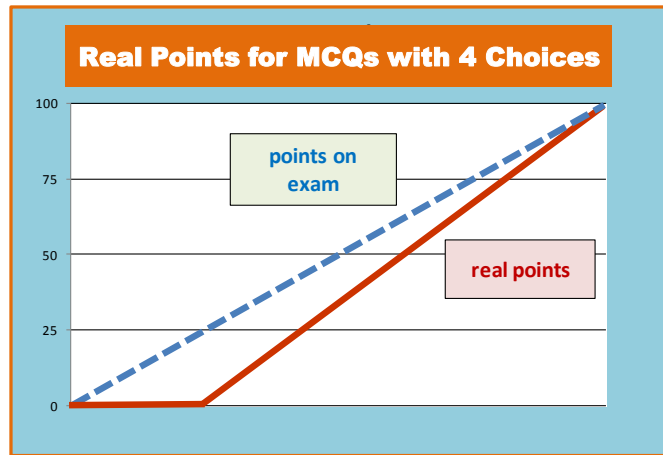 Real Points for MCQs with 4 Choices
100
points on
exam
75
50
real points
25
0